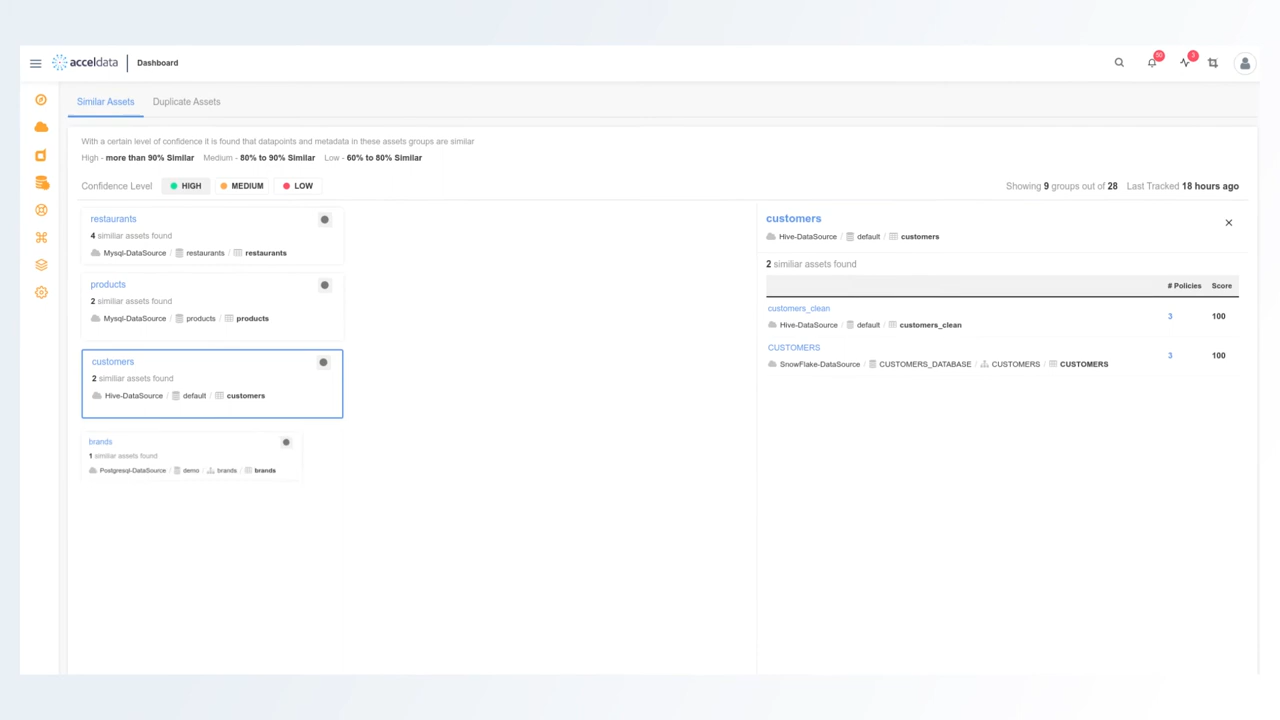 acceldata
Dashboard
50
3
Similar Assets
Duplicate Assets
With a certain level of confidence it is found that datapoints and metadata in these assets groups are similar
High - more than 90% Similar Medium - 80% to 90% Similar Low - 60% to 80% Similar
Confidence Level HIGH MEDIUM LOW
Showing 9 groups out of 28 Last Tracked 18 hours ago
restaurants
4 similiar assets found
Mysql-DataSource / restaurants / restaurants
products
2 similiar assets found
Mysql-DataSource / products / products
customers
2 similiar assets found
Hive-DataSource / default / customers
brands
1 similiar assets found
Postgresql-DataSource / demo / brands / brands
customers
Hive-DataSource / default / customers
2 similiar assets found
# Policies Score
customers_clean
Hive-DataSource / default / customers_clean
3 100
CUSTOMERS
SnowFlake-DataSource / CUSTOMERS_DATABASE / CUSTOMERS / CUSTOMERS
3 100